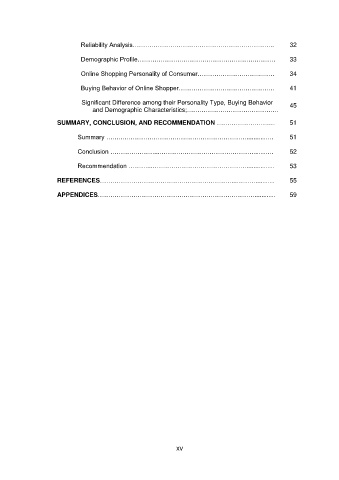 Reliability Analysis……………………………………………………………… 32
Demographic Profile…………………………………………………………… 33
Online Shopping Personality of Consumer………………………………… 34
Buying Behavior of Online Shopper………………………………………… 41
Significant Difference among their Personality Type, Buying Behavior
and Demographic Characteristics;……………………………………… 45
SUMMARY, CONCLUSION, AND RECOMMENDATION ………………………… 51
Summary ………………………………………………………………………… 51
Conclusion ……………………………………………………………………… 52
Recommendation ……………………………………………………………… 53
REFERENCES…………………………………………………………………………… 55
APPENDICES…………………………………………………………………………… 59
xv